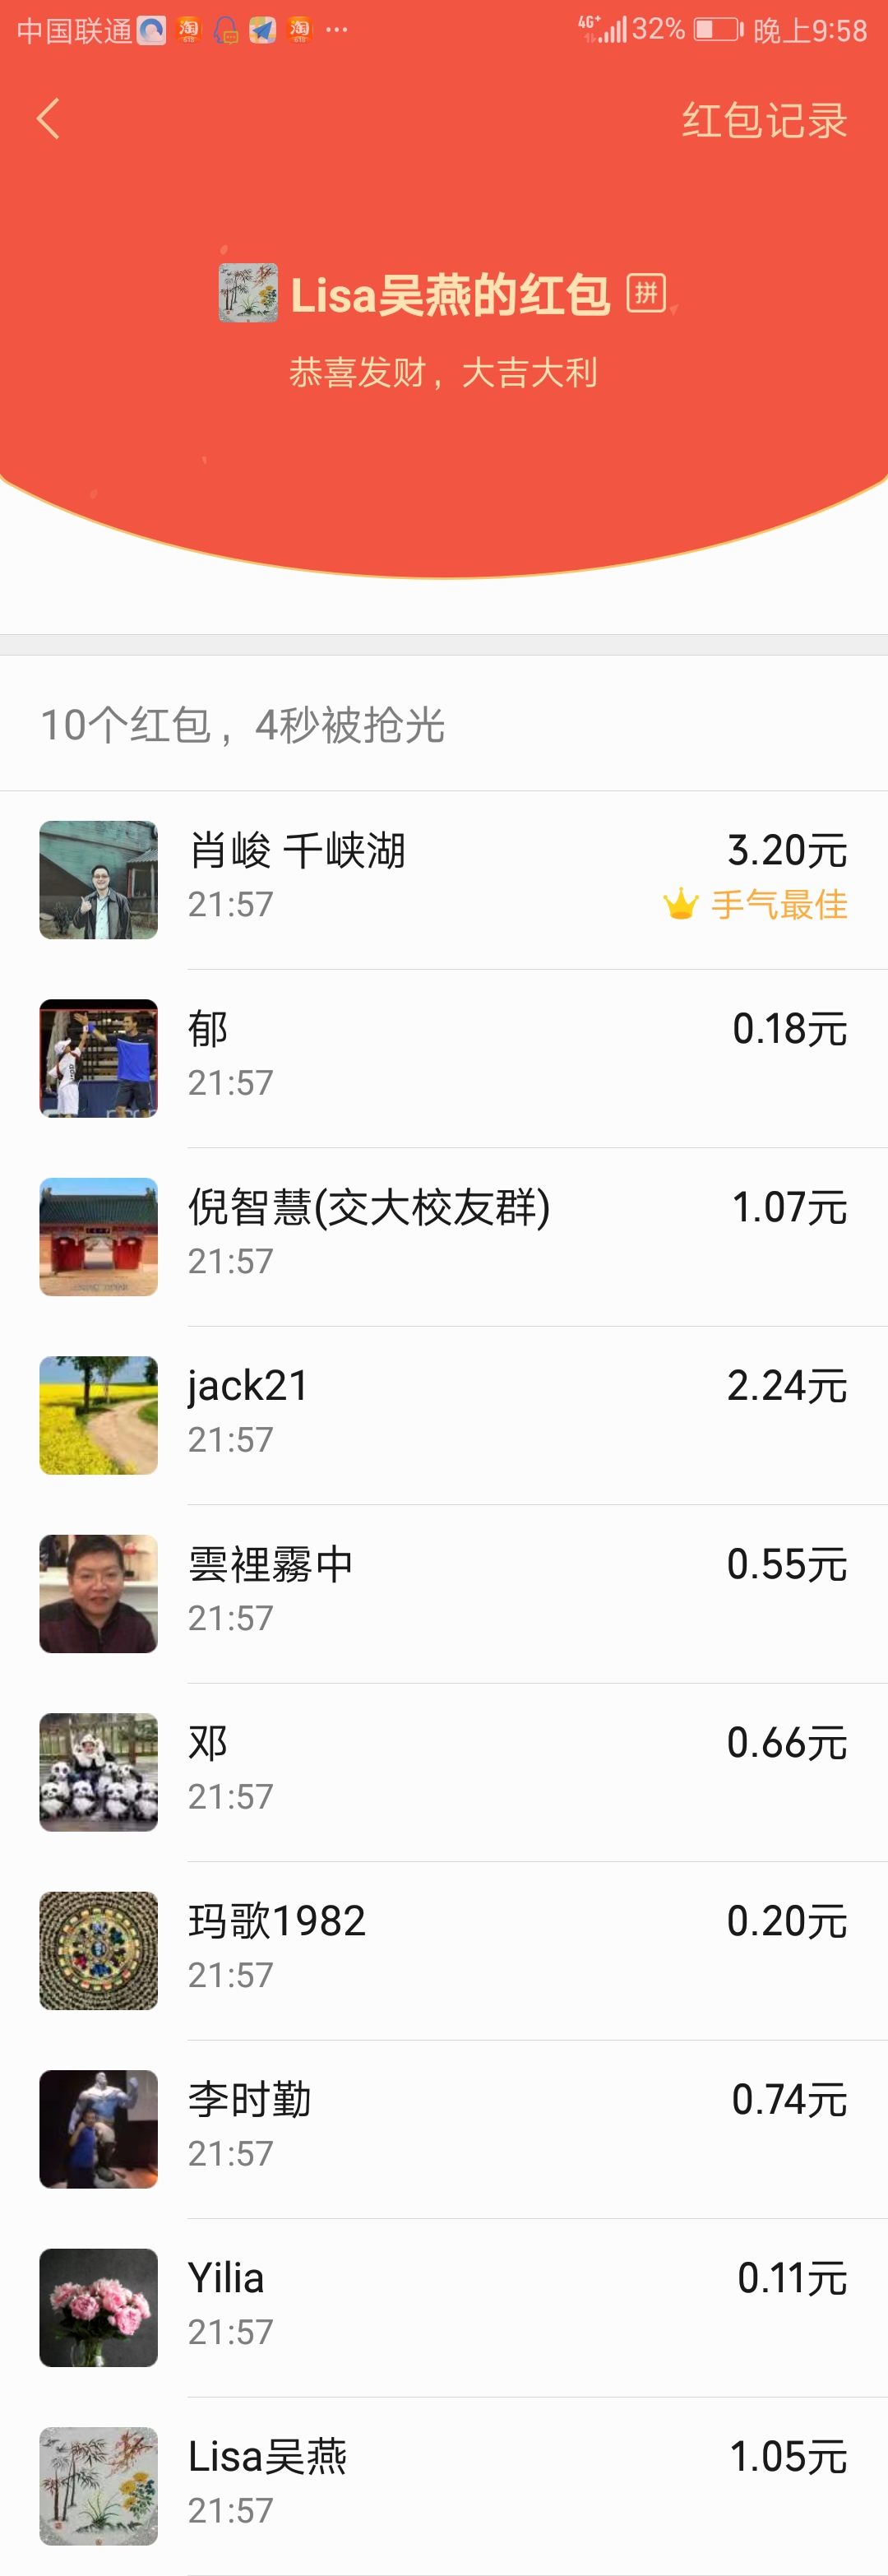 中国联通 淘 618 淘 618 ... 4G+ 32% 晚上9:58
红包记录
Lisa吴燕的红包 拼
恭喜发财，大吉大利
10个红包，4秒被抢光
肖峻 千峡湖 3.20元
21:57 手气最佳
郁 0.18元
21:57
倪智慧(交大校友群) 1.07元
21:57
jack21 2.24元
21:57
雲裡霧中 0.55元
21:57
邓 0.66元
21:57
玛歌1982 0.20元
21:57
李时勤 0.74元
21:57
Yilia 0.11元
21:57
Lisa吴燕 1.05元
21:57